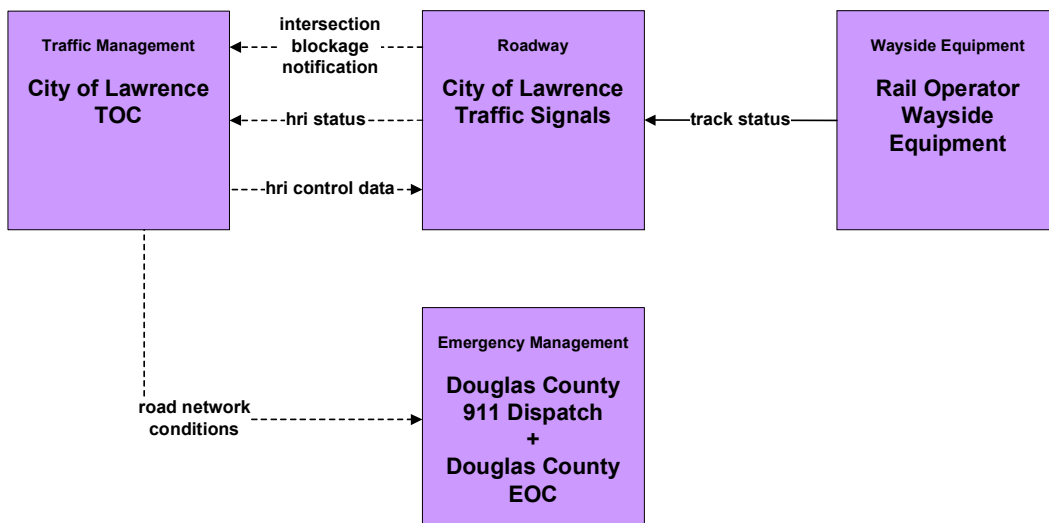 Traffic Management
City of Lawrence
TOC
intersection
blockage
notification
hri status
hri control data
Roadway
City of Lawrence
Traffic Signals
track status
Wayside Equipment
Rail Operator
Wayside
Equipment
road network
conditions
Emergency Management
Douglas County
911 Dispatch
+
Douglas County
EOC